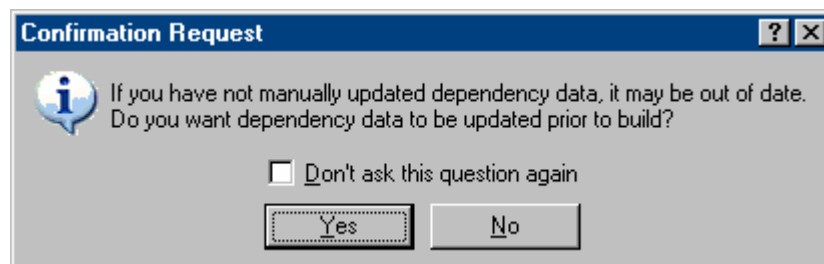 Confirmation Request
If you have not manually updated dependency data, it may be out of date.
Do you want dependency data to be updated prior to build?
Don't ask this question again
Yes No